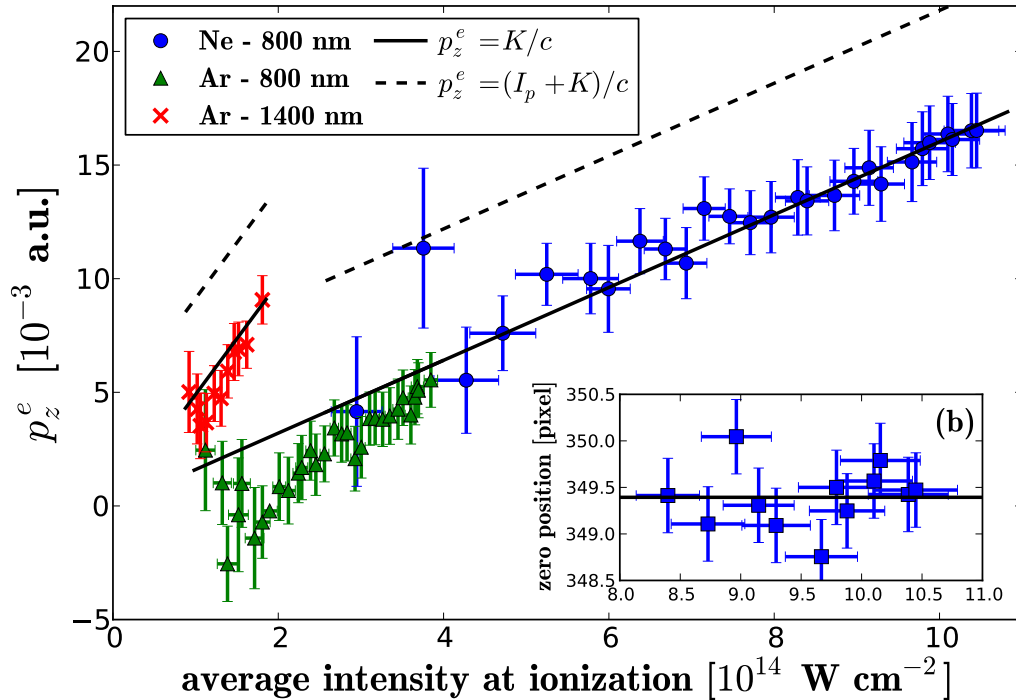 Ne - 800 nm
Ar - 800 nm
Ar - 1400 nm
p_z^e = K/c
p_z^e = (I_p + K)/c
20
15
10
5
0
−5
p_z^e [10^{−3} a.u.]
0 2 4 6 8 10
average intensity at ionization [10^{14} W cm^{−2}]
(b)
350.5
350.0
349.5
349.0
348.5
zero position [pixel]
8.0 9.0 9.5 10.0 10.5 11.0